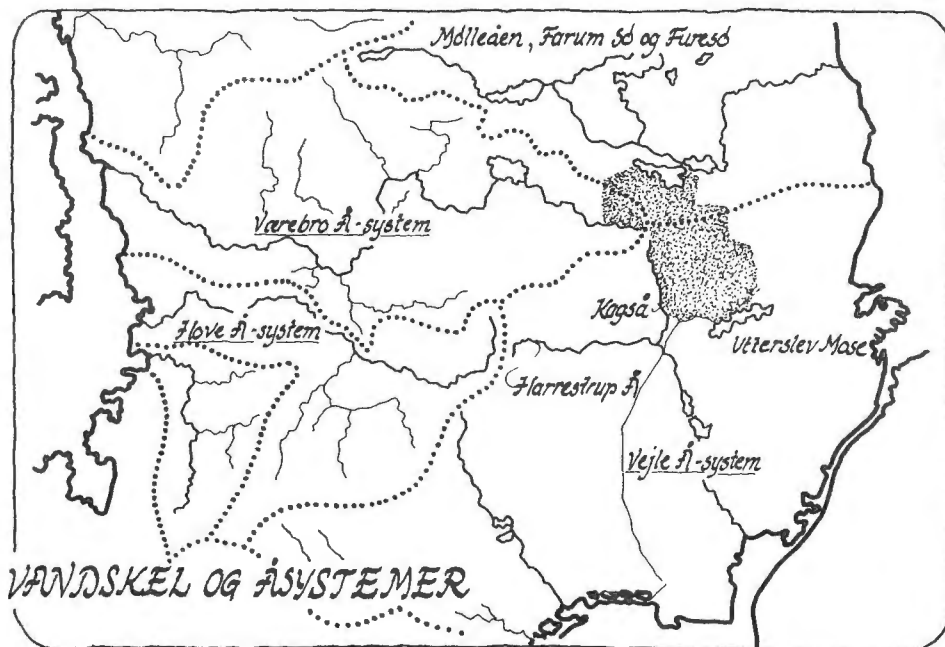 Mølleåen, Farum Sø og Furesø
Værebro Å-system
Kagså
Hove Å-system
Utterslev Mose
Harrestrup Å
Vejle Å-system
VANDSKEL OG ÅSYSTEMER